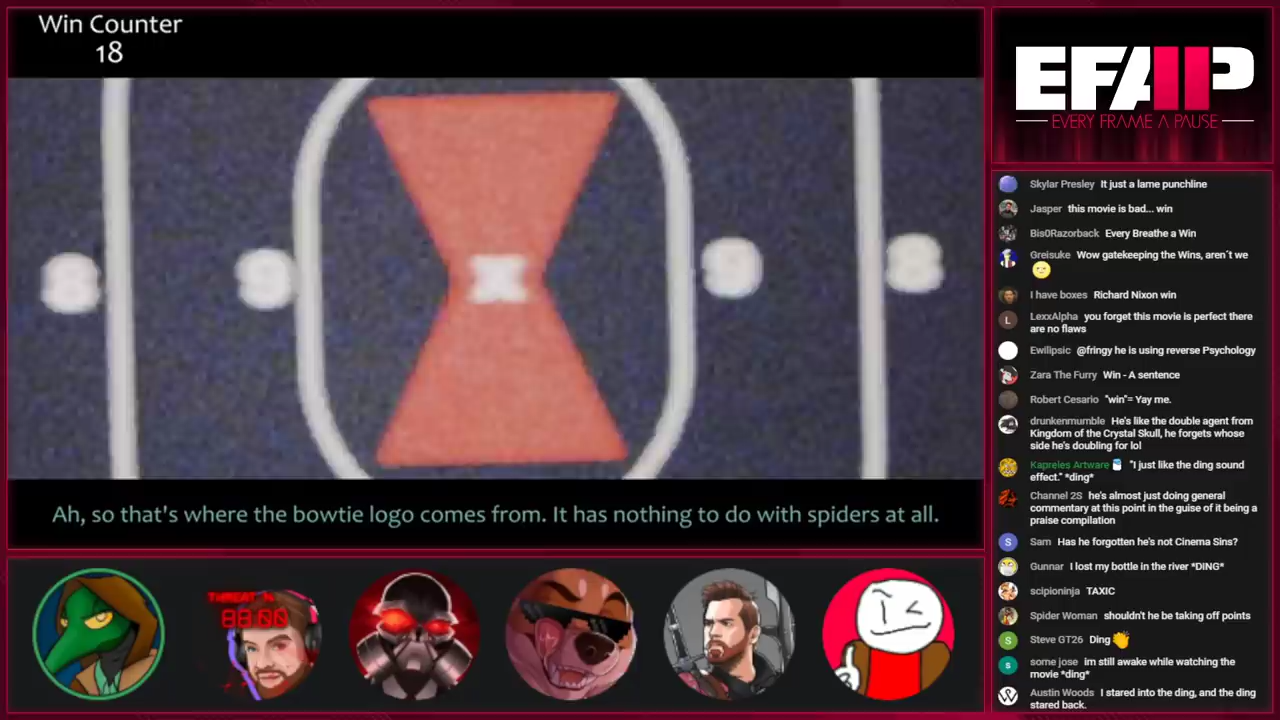 Win Counter
18
Ah, so that's where the bowtie logo comes from. It has nothing to do with spiders at all.
88:00
EFAP
EVERY FRAME A PAUSE
Skylar Presley It just a lame punchline
Jasper this movie is bad... win
Bis0Razorback Every Breathe a Win
Greisuke Wow gatekeeping the Wins, aren´t we
I have boxes Richard Nixon win
L
LexxAlpha you forget this movie is perfect there
are no flaws
Ewilipsic @fringy he is using reverse Psychology
Zara The Furry Win - A sentence
Robert Cesario "win"= Yay me.
drunkenmumble He's like the double agent from
Kingdom of the Crystal Skull, he forgets whose
side he's doubling for lol
Kapreles Artware "I just like the ding sound
effect." *ding*
Channel 2S he's almost just doing general
commentary at this point in the guise of it being a
praise compilation
S
Sam Has he forgotten he's not Cinema Sins?
Gunnar I lost my bottle in the river *DING*
scipioninja TAXIC
Spider Woman shouldn't he be taking off points
S
Steve GT26 Ding
s
some jose im still awake while watching the
movie *ding*
Austin Woods I stared into the ding, and the ding
stared back.